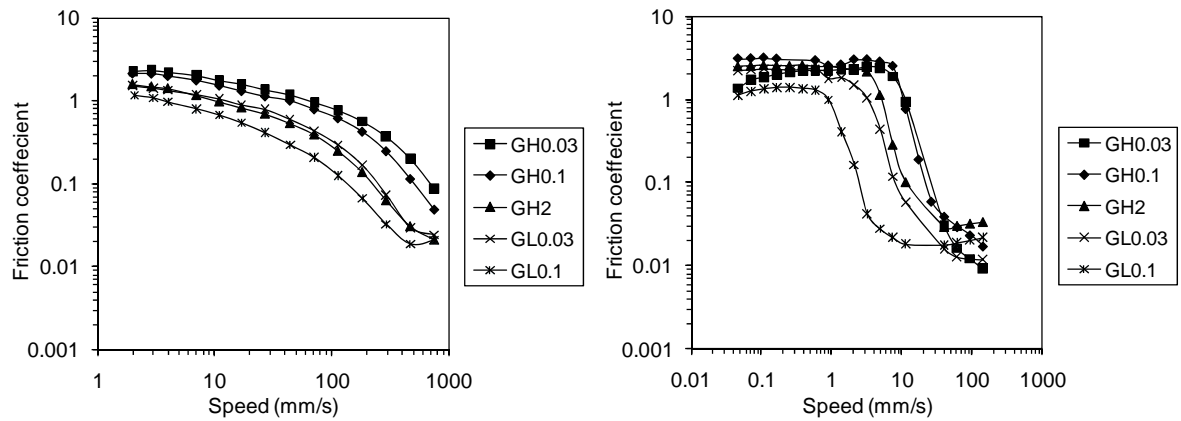 10
1
0.1
0.01
0.001
Friction coeffecient
1 10 100 1000
Speed (mm/s)
GH0.03
GH0.1
GH2
GL0.03
GL0.1
10
1
0.1
0.01
0.001
Friction coeffecient
0.01 0.1 1 10 100 1000
Speed (mm/s)
GH0.03
GH0.1
GH2
GL0.03
GL0.1